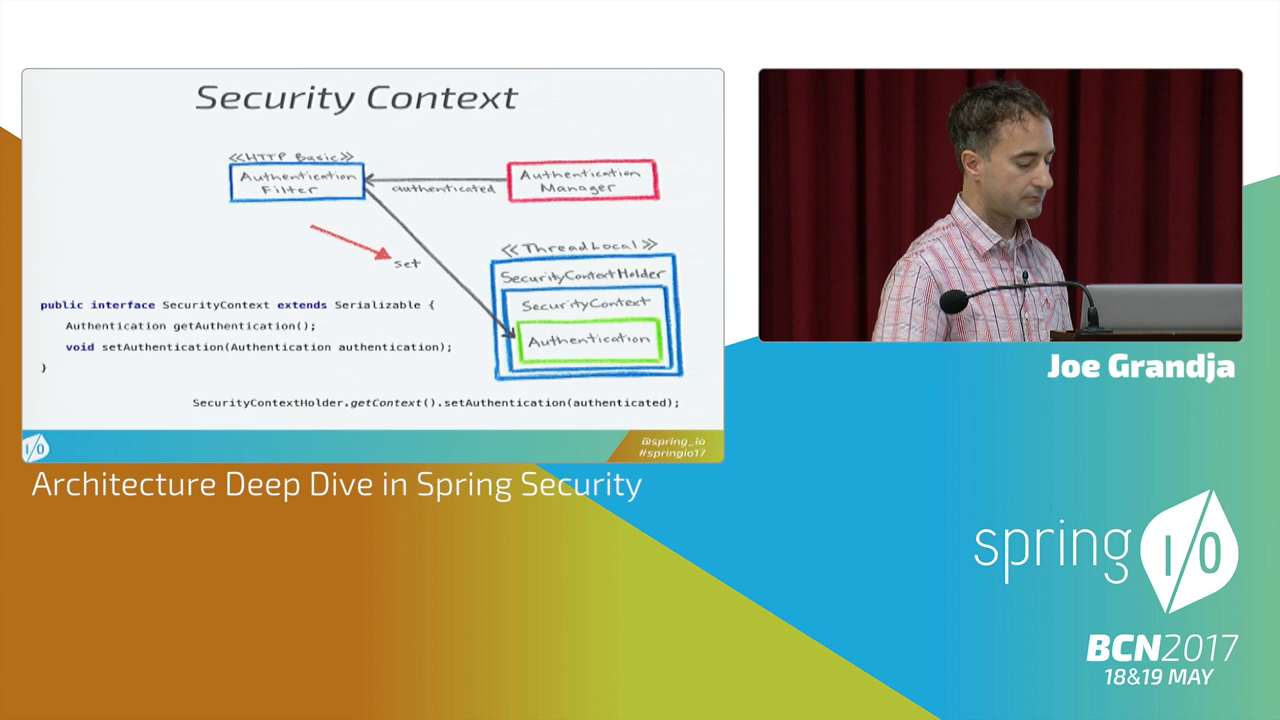 Security Context
<<HTTP Basic>>
Authentication
Filter
authenticated
Authentication
Manager
set
<<ThreadLocal>>
SecurityContextHolder
SecurityContext
Authentication
public interface SecurityContext extends Serializable {
Authentication getAuthentication();
void setAuthentication(Authentication authentication);
}
SecurityContextHolder.getContext().setAuthentication(authenticated);
I/O
@spring_io
#springio17
Architecture Deep Dive in Spring Security
Joe Grandja
spring I/O
BCN2017
18&19 MAY